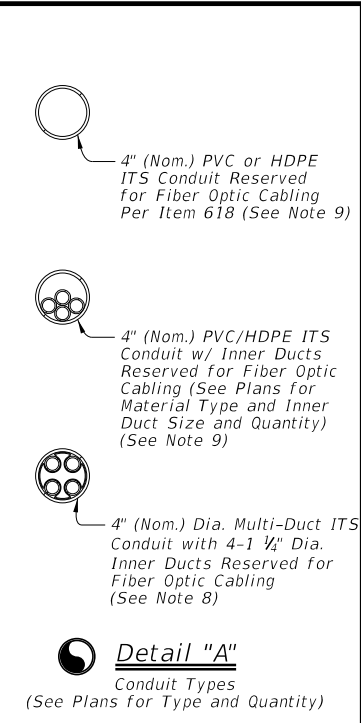 4" (Nom.) PVC or HDPE
ITS Conduit Reserved
for Fiber Optic Cabling
Per Item 618 (See Note 9)
4" (Nom.) PVC/HDPE ITS
Conduit w/ Inner Ducts
Reserved for Fiber Optic
Cabling (See Plans for
Material Type and Inner
Duct Size and Quantity)
(See Note 9)
4" (Nom.) Dia. Multi-Duct ITS
Conduit with 4-1 ¼" Dia.
Inner Ducts Reserved for
Fiber Optic Cabling
(See Note 8)
Detail "A"
Conduit Types
(See Plans for Type and Quantity)